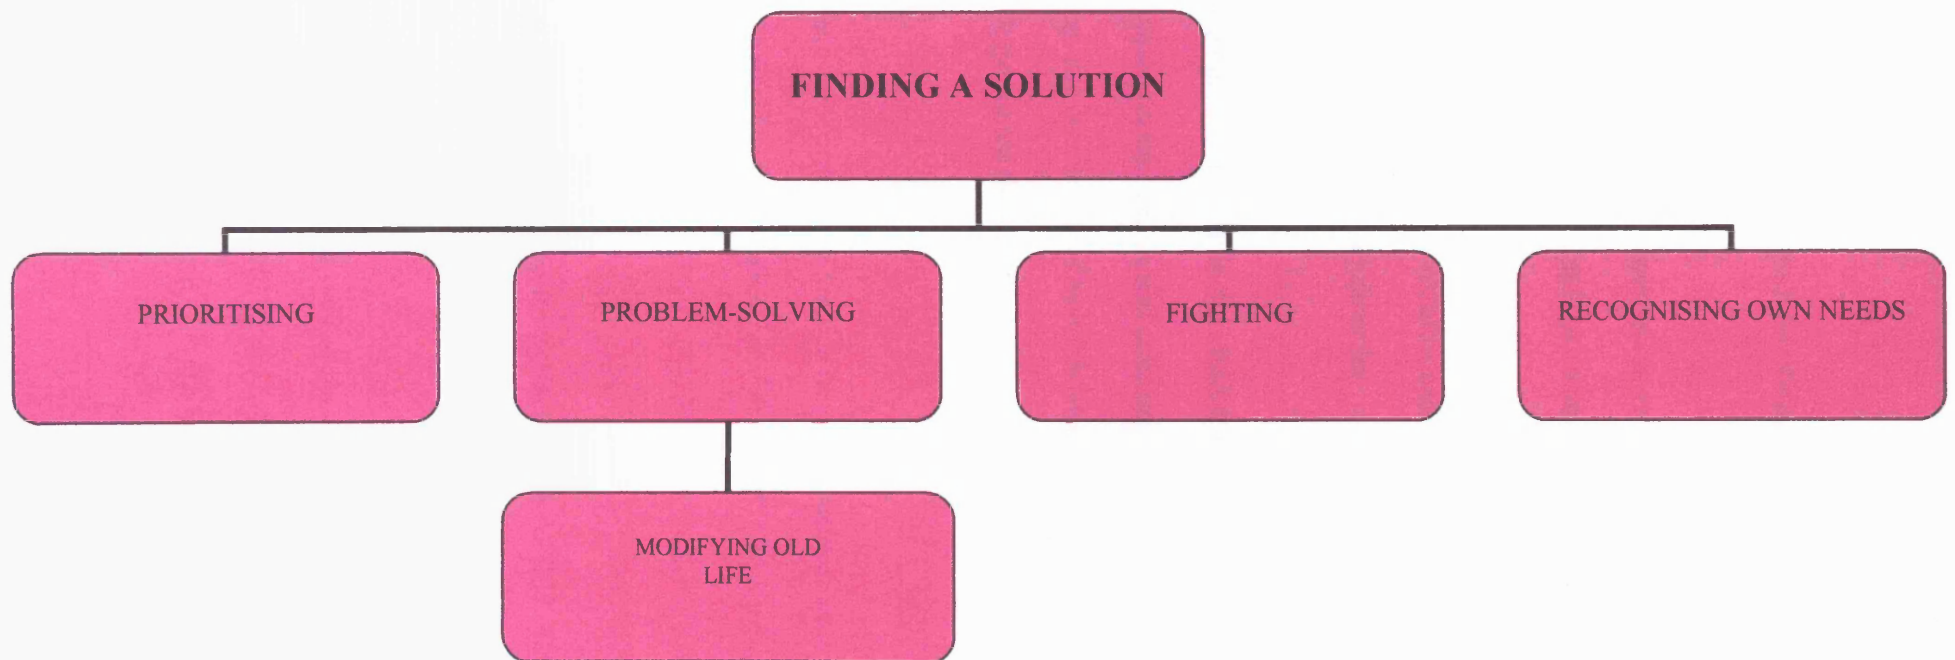 FINDING A SOLUTION
PRIORITISING
PROBLEM-SOLVING
FIGHTING
RECOGNISING OWN NEEDS
MODIFYING OLD
LIFE